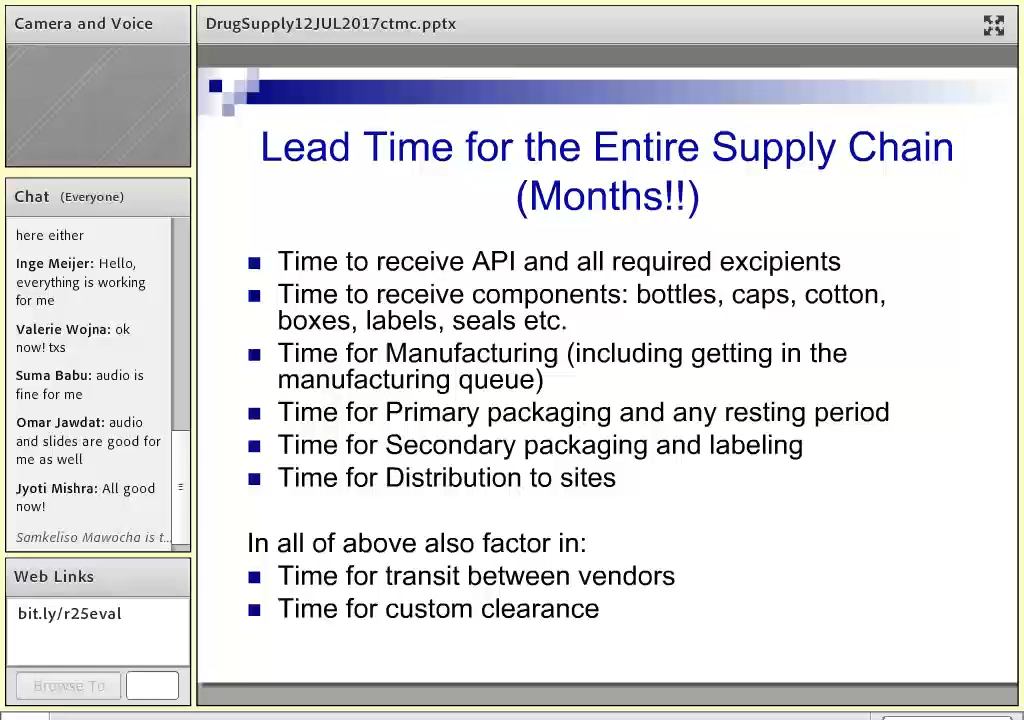 Camera and Voice
DrugSupply12JUL2017ctmc.pptx
Chat (Everyone)
here either
Inge Meijer: Hello,
everything is working
for me
Valerie Wojna: ok
now! txs
Suma Babu: audio is
fine for me
Omar Jawdat: audio
and slides are good for
me as well
Jyoti Mishra: All good
now!
Samkeliso Mawocha is t...
Web Links
bit.ly/r25eval
Browse To
Lead Time for the Entire Supply Chain
(Months!!)
Time to receive API and all required excipients
Time to receive components: bottles, caps, cotton,
boxes, labels, seals etc.
Time for Manufacturing (including getting in the
manufacturing queue)
Time for Primary packaging and any resting period
Time for Secondary packaging and labeling
Time for Distribution to sites
In all of above also factor in:
Time for transit between vendors
Time for custom clearance